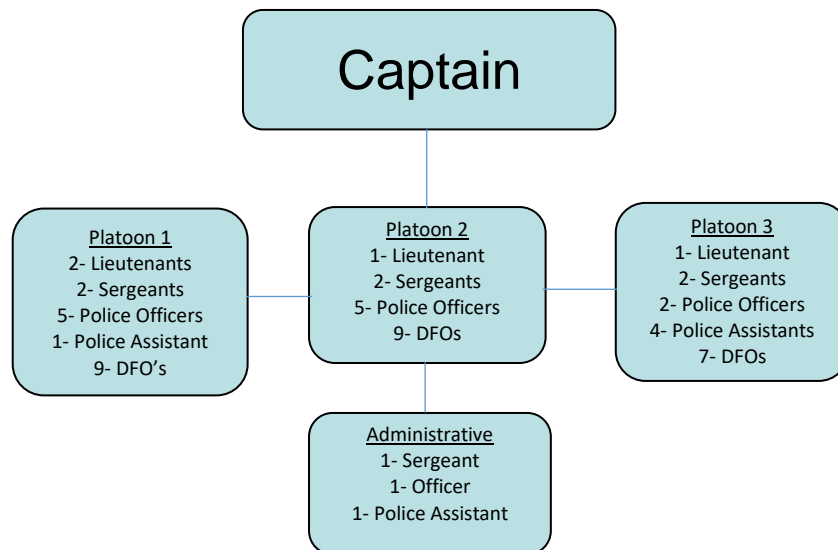 Captain
Platoon 1
2- Lieutenants
2- Sergeants
5- Police Officers
1- Police Assistant
9- DFO’s
Platoon 2
1- Lieutenant
2- Sergeants
5- Police Officers
9- DFOs
Platoon 3
1- Lieutenant
2- Sergeants
2- Police Officers
4- Police Assistants
7- DFOs
Administrative
1- Sergeant
1- Officer
1- Police Assistant